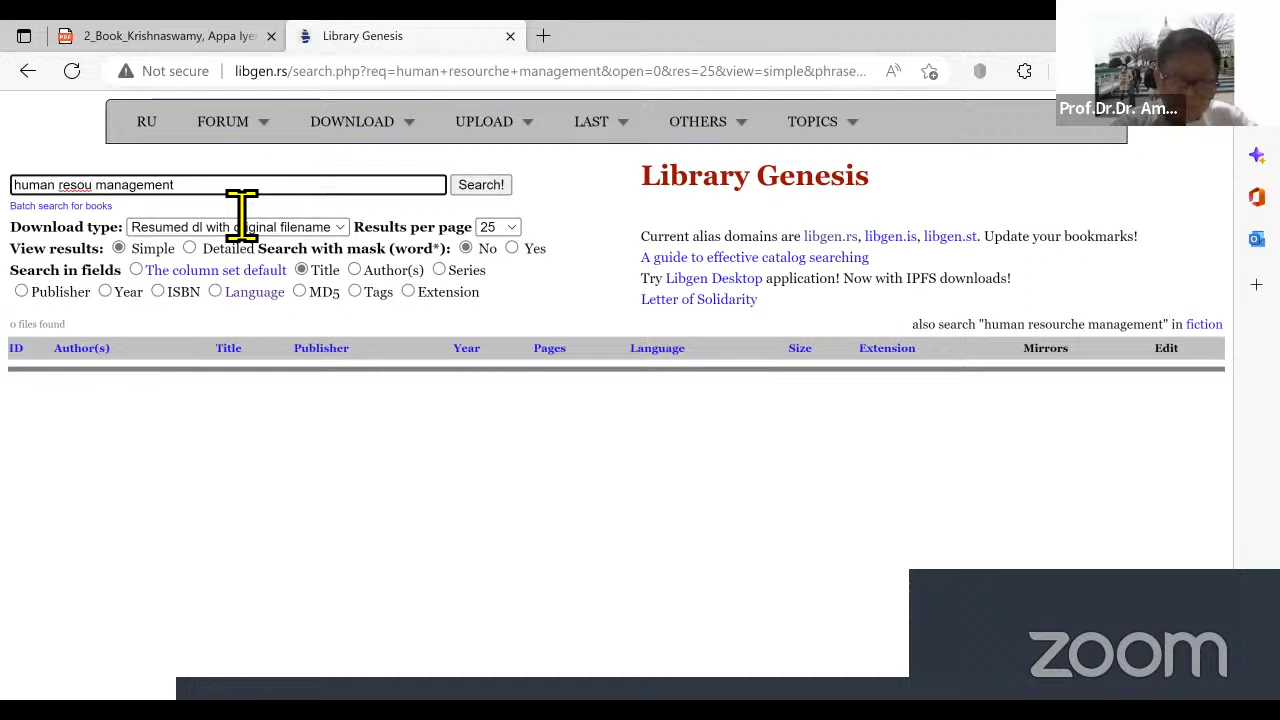 2_Book_Krishnaswamy, Appa Iyer
Library Genesis
Not secure
libgen.rs/search.php?req=human+resourche+management&open=0&res=25&view=simple&phrase...
Prof.Dr.Dr. Am...
RU FORUM DOWNLOAD UPLOAD LAST OTHERS TOPICS
human resou management Search!
Batch search for books
Download type: Resumed dl with original filename Results per page 25
View results: Simple Detailed Search with mask (word*): No Yes
Search in fields The column set default Title Author(s) Series
Publisher Year ISBN Language MD5 Tags Extension
Library Genesis
Current alias domains are libgen.rs, libgen.is, libgen.st. Update your bookmarks!
A guide to effective catalog searching
Try Libgen Desktop application! Now with IPFS downloads!
Letter of Solidarity
0 files found
also search "human resourche management" in fiction
ID Author(s) Title Publisher Year Pages Language Size Extension Mirrors Edit
zoom